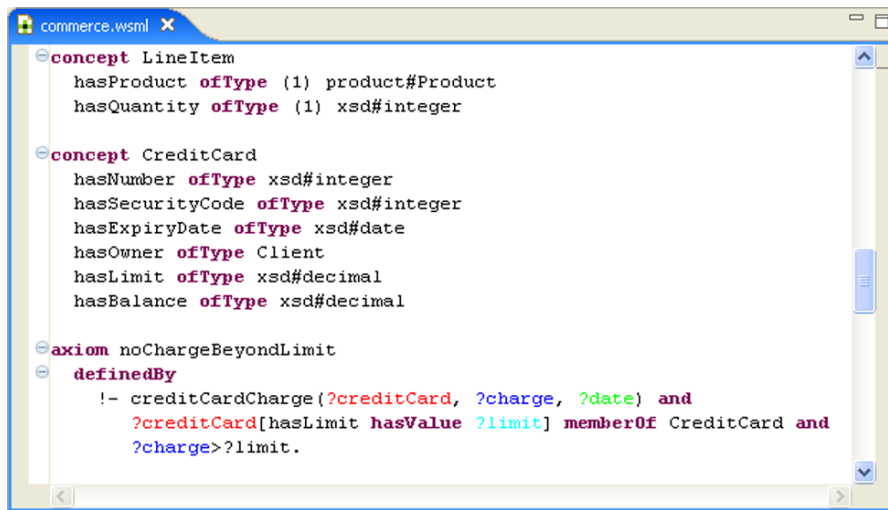 commerce.wsml
concept LineItem
hasProduct ofType (1) product#Product
hasQuantity ofType (1) xsd#integer
concept CreditCard
hasNumber ofType xsd#integer
hasSecurityCode ofType xsd#integer
hasExpiryDate ofType xsd#date
hasOwner ofType Client
hasLimit ofType xsd#decimal
hasBalance ofType xsd#decimal
axiom noChargeBeyondLimit
definedBy
!- creditCardCharge(?creditCard, ?charge, ?date) and
?creditCard[hasLimit hasValue ?limit] memberOf CreditCard and
?charge>?limit.